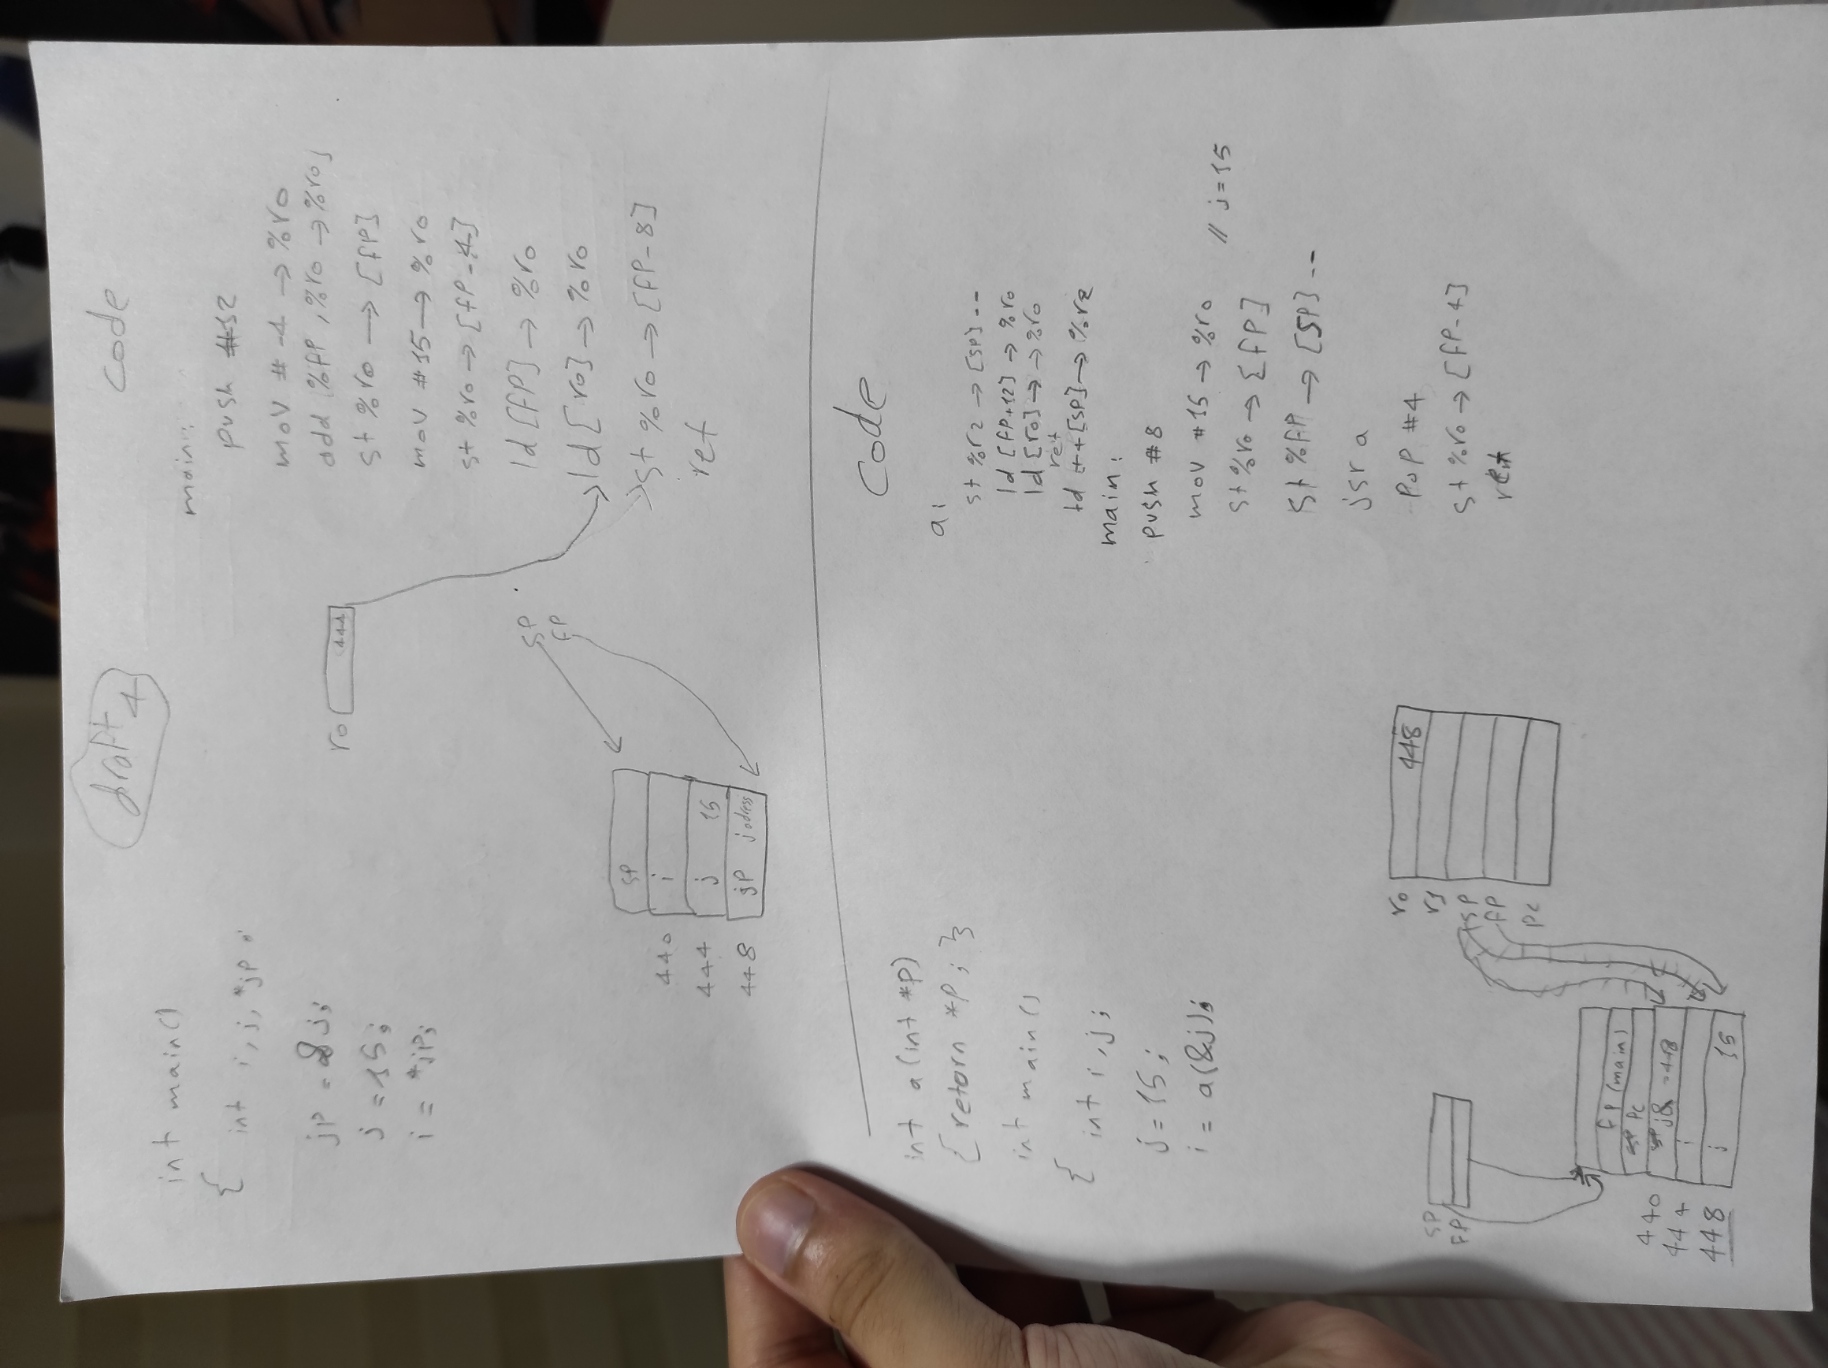 draft 4
int main()
{ int i, j, *jp;
jp = &j;
j = 15;
i = *jp;
r0 444
SP
FP
SP
440 i
444 j 15
448 jp j adress
code
main:
push #12
mov #-4 → %r0
add %fp, %r0 → %r0;
st %r0 → [fp]
mov #15 → %r0
st %r0 → [fp-4]
ld [fp] → %r0
ld [r0] → %r0
st %r0 → [fp-8]
ret
int a(int *p)
{return *p; }
int main()
{ int i, j;
j = 15;
i = a(&j);
code
a:
st %r2 → [SP]--
ld [fp+12] → %r0
ld [r0] → → %r0
ret
ld ++[SP] → %r2
main:
push #8
mov #15 → %r0 // j=15
st %r0 → [fp]
st %fp → [SP]--
jsr a
pop #4
st %r0 → [fp-4]
ret
r0 448
r1
SP
fp
pc
SP
FP
fp (main)
pc
440 j& =448
444 i
448 j 15